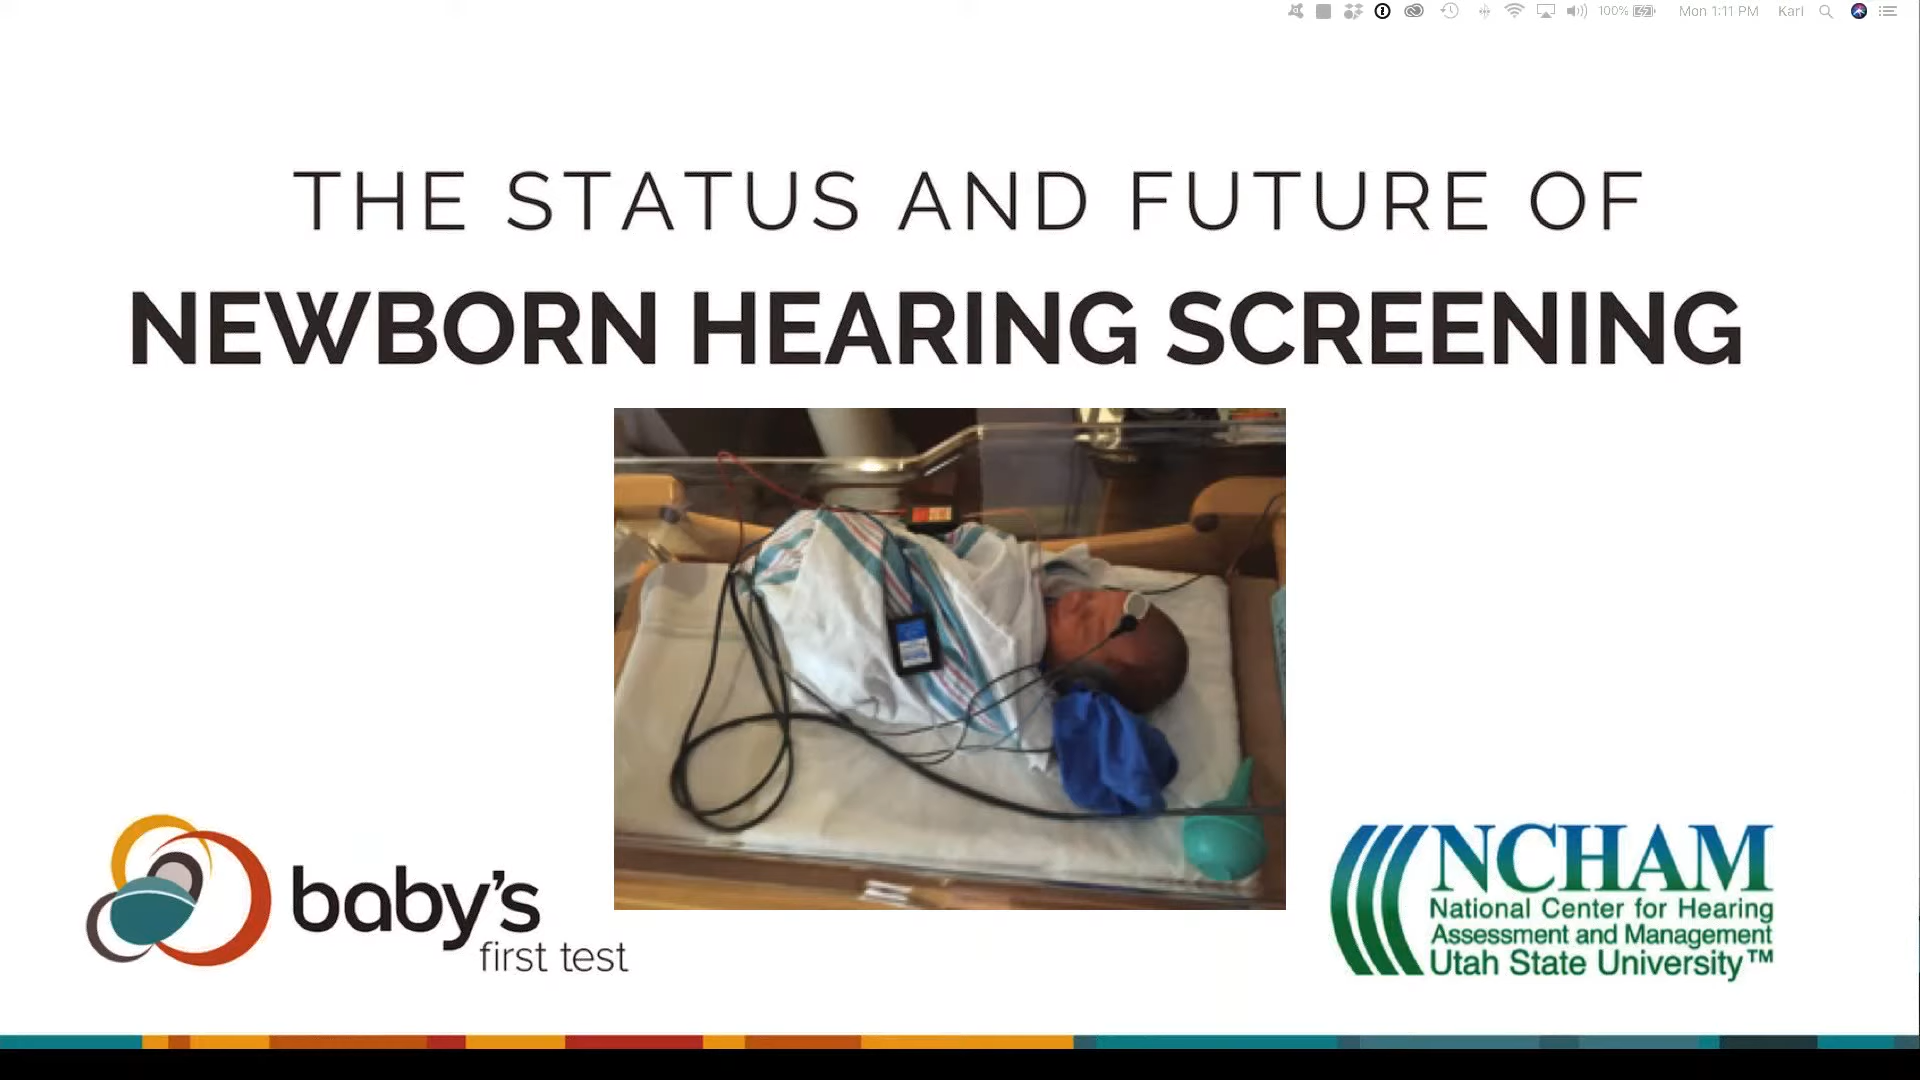 100%
Mon 1:11 PM
Karl
THE STATUS AND FUTURE OF
NEWBORN HEARING SCREENING
baby's
first test
NCHAM
National Center for Hearing
Assessment and Management
Utah State University™